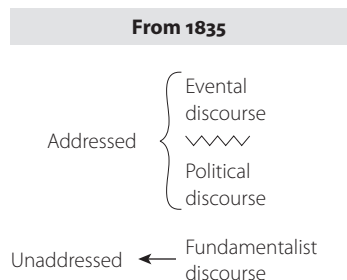 From 1835
Evental
discourse
Addressed
Political
discourse
Unaddressed
Fundamentalist
discourse